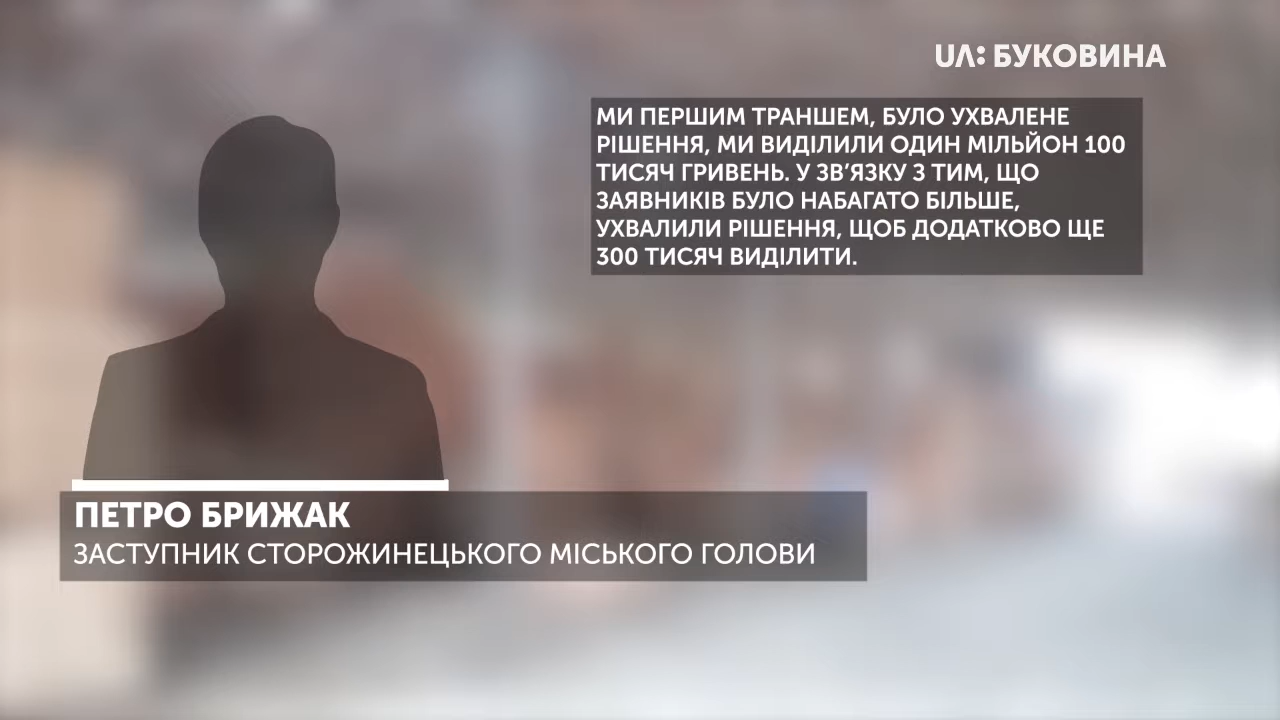 UA: БУКОВИНА
МИ ПЕРШИМ ТРАНШЕМ, БУЛО УХВАЛЕНЕ
РІШЕННЯ, МИ ВИДІЛИЛИ ОДИН МІЛЬЙОН 100
ТИСЯЧ ГРИВЕНЬ. У ЗВ’ЯЗКУ З ТИМ, ЩО
ЗАЯВНИКІВ БУЛО НАБАГАТО БІЛЬШЕ,
УХВАЛИЛИ РІШЕННЯ, ЩОБ ДОДАТКОВО ЩЕ
300 ТИСЯЧ ВИДІЛИТИ.
ПЕТРО БРИЖАК
ЗАСТУПНИК СТОРОЖИНЕЦЬКОГО МІСЬКОГО ГОЛОВИ